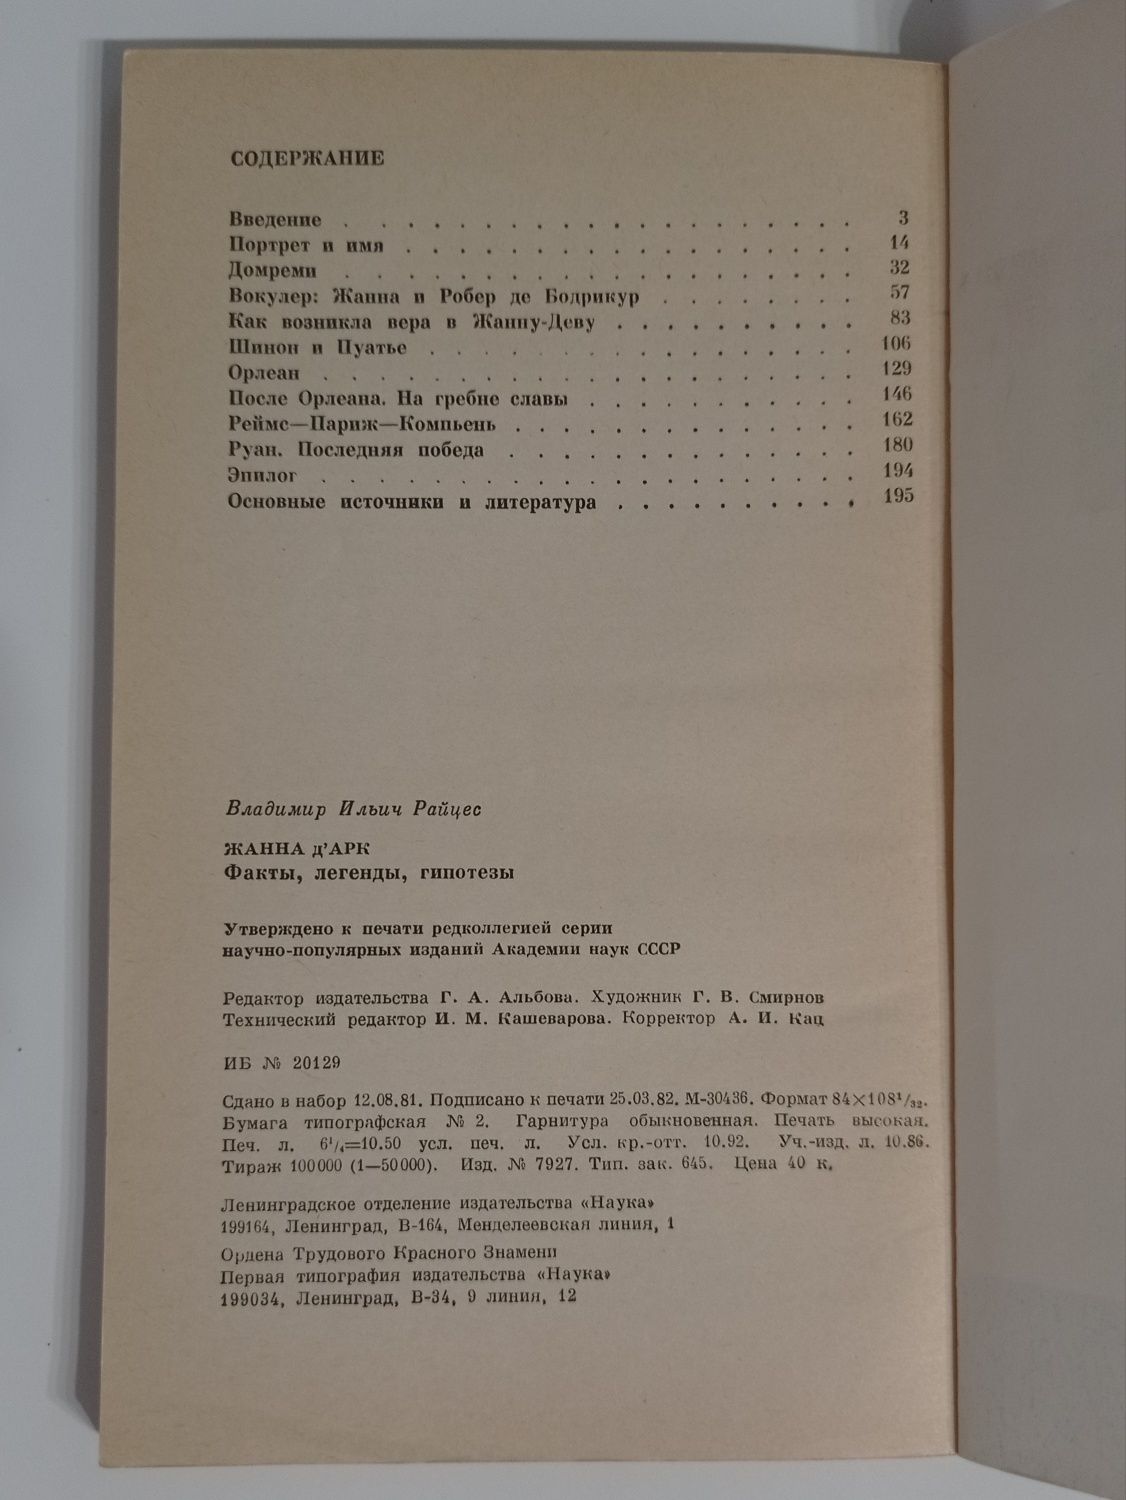 СОДЕРЖАНИЕ
Введение . . . . . . . . . . . . . . . . . . . . 3
Портрет и имя . . . . . . . . . . . . . . . . . . 14
Домреми . . . . . . . . . . . . . . . . . . . . 32
Вокулер: Жанна и Робер де Бодрикур . . . . . . . . 57
Как возникла вера в Жанну-Деву . . . . . . . . . . 83
Шинон и Пуатье . . . . . . . . . . . . . . . . . 106
Орлеан . . . . . . . . . . . . . . . . . . . . 129
После Орлеана. На гребне славы . . . . . . . . . . . 146
Реймс—Париж—Компьень . . . . . . . . . . . . . . 162
Руан. Последняя победа . . . . . . . . . . . . . . 180
Эпилог . . . . . . . . . . . . . . . . . . . . . 194
Основные источники и литература . . . . . . . . . . 195
Владимир Ильич Райцес
ЖАННА д'АРК
Факты, легенды, гипотезы
Утверждено к печати редколлегией серии
научно-популярных изданий Академии наук СССР
Редактор издательства Г. А. Альбова. Художник Г. В. Смирнов
Технический редактор И. М. Кашеварова. Корректор А. И. Кац
ИБ № 20129
Сдано в набор 12.08.81. Подписано к печати 25.03.82. М-30436. Формат 84×108¹/₃₂.
Бумага типографская № 2. Гарнитура обыкновенная. Печать высокая.
Печ. л. 6¹/₄=10.50 усл. печ. л. Усл. кр.-отт. 10.92. Уч.-изд. л. 10.86.
Тираж 100000 (1—50000). Изд. № 7927. Тип. зак. 645. Цена 40 к.
Ленинградское отделение издательства «Наука»
199164, Ленинград, В-164, Менделеевская линия, 1
Ордена Трудового Красного Знамени
Первая типография издательства «Наука»
199034, Ленинград, В-34, 9 линия, 12